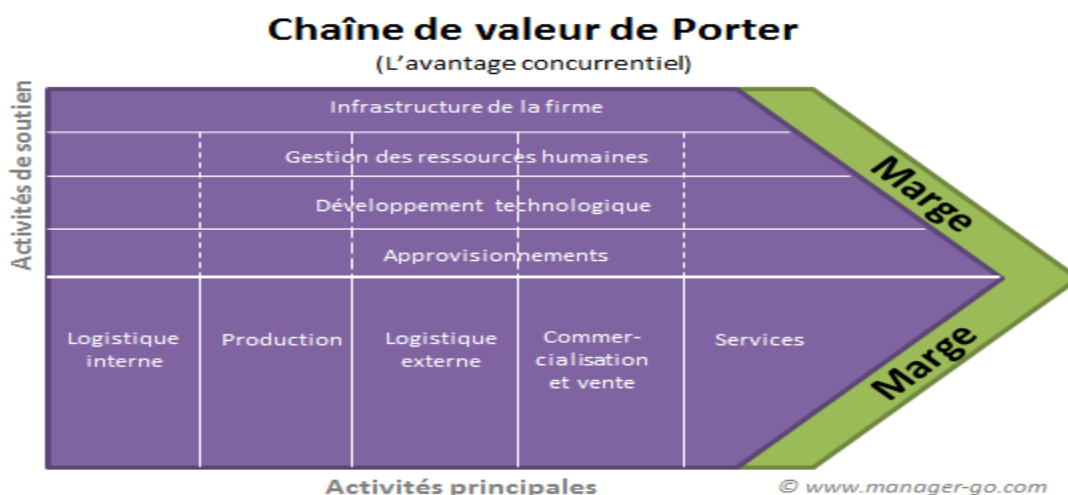 Chaîne de valeur de Porter
(L'avantage concurrentiel)
Activités de soutien
Infrastructure de la firme
Gestion des ressources humaines
Développement technologique
Approvisionnements
Marge
Logistique
interne
Production
Logistique
externe
Commer-
cialisation
et vente
Services
Marge
Activités principales
© www.manager-go.com